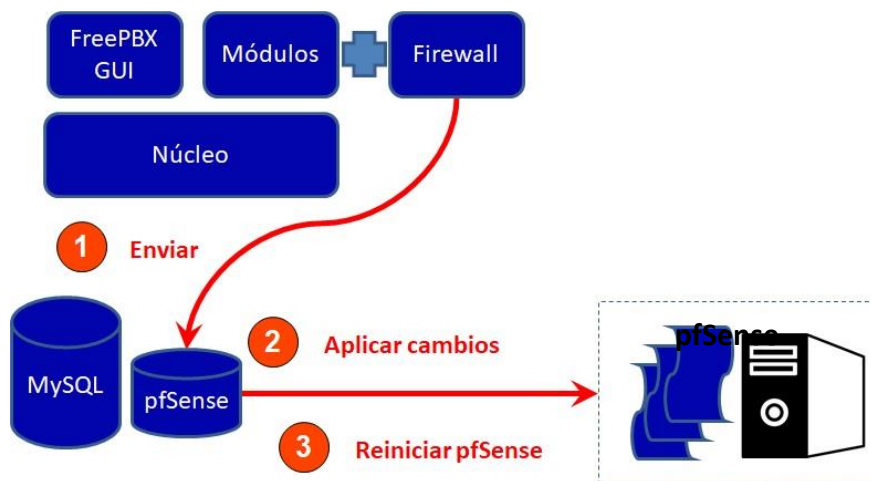 FreePBX
GUI
Módulos
Firewall
Núcleo
1
Enviar
2
Aplicar cambios
pfSense
MySQL
pfSense
3
Reiniciar pfSense